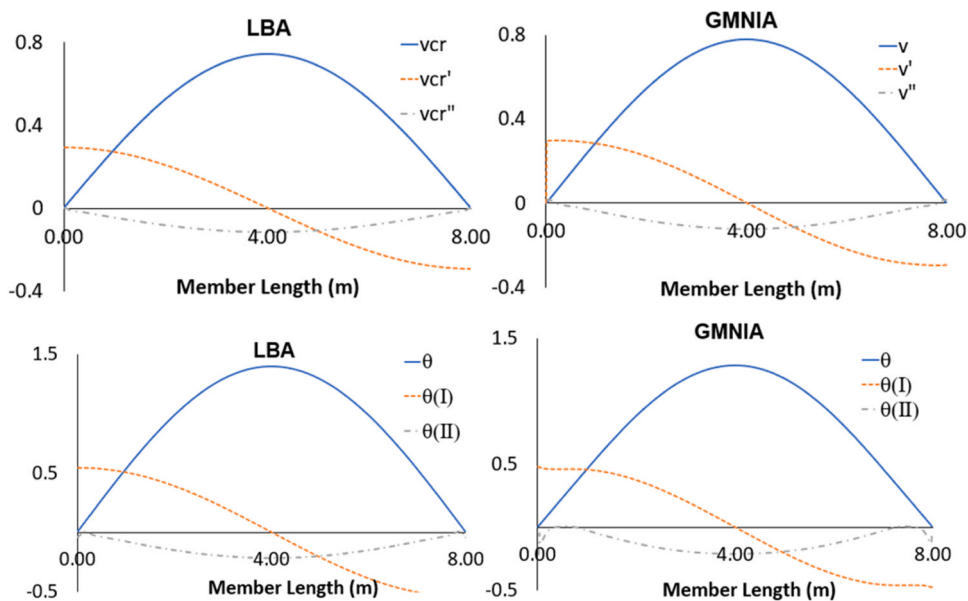 LBA
0.8
vcr
vcr'
vcr"
0.4
0
0.00
4.00
8.00
-0.4
Member Length (m)
GMNIA
0.8
v
v'
v"
0.4
0
0.00
4.00
8.00
-0.4
Member Length (m)
LBA
1.5
θ
θ(I)
θ(II)
0.5
0.00
4.00
8.00
-0.5
Member Length (m)
GMNIA
1.5
θ
θ(I)
θ(II)
0.5
0.00
4.00
8.00
-0.5
Member Length (m)